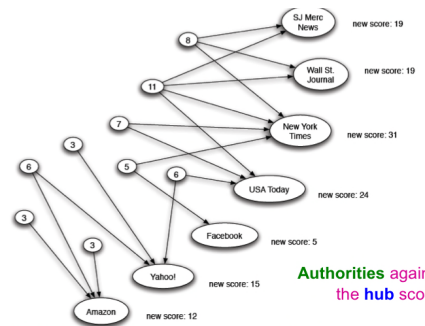 SJ Merc
News
new score: 19
8
Wall St.
Journal
new score: 19
11
7
New York
Times
new score: 31
3
6
5
6
USA Today
new score: 24
3
3
Facebook
new score: 5
Yahoo!
new score: 15
Authorities again
the hub sco
Amazon
new score: 12